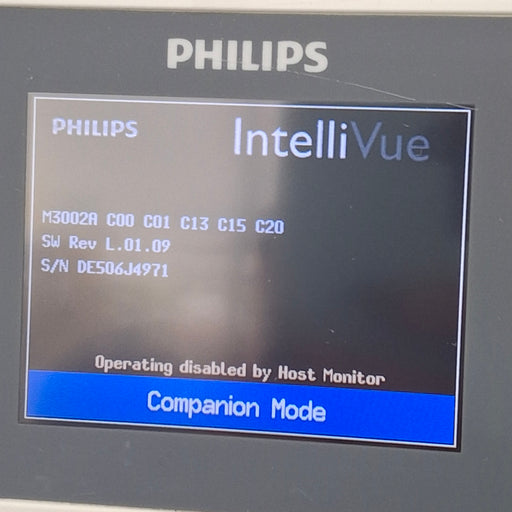 PHILIPS
PHILIPS IntelliVue
M3002A C00 C01 C13 C15 C20
SW Rev L.01.09
S/N DE506J4971
Operating disabled by Host Monitor
Companion Mode